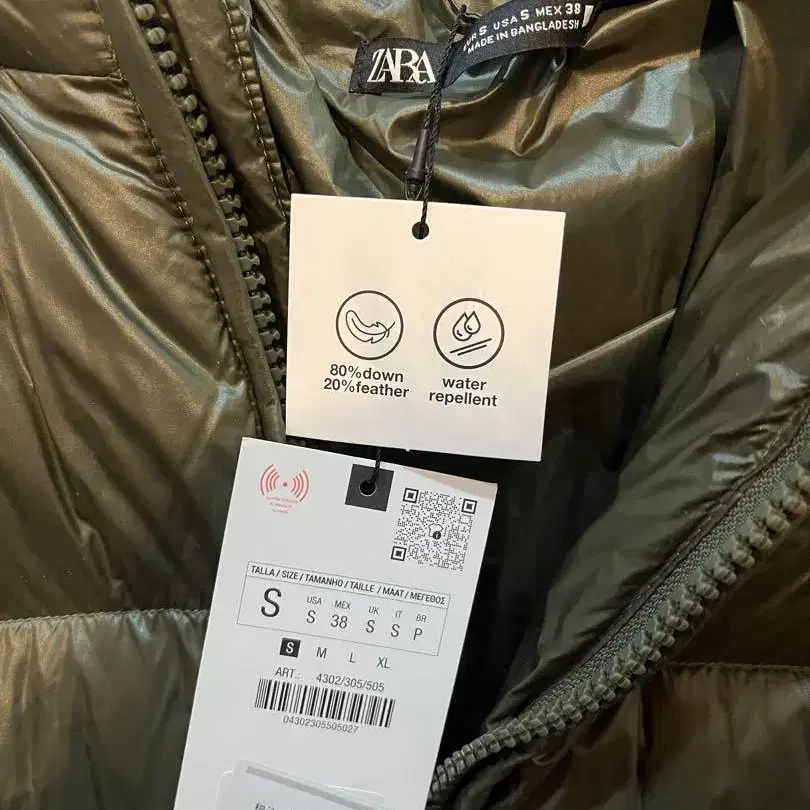 ZARA
EUR S USA S MEX 38
MADE IN BANGLADESH
80%down
20%feather
water
repellent
TALLA / SIZE / TAMANHO / TAILLE / MAAT / ΜΕΓΕΘΟΣ
S
USA MEX UK IT BR
S 38 S S P
S M L XL
ART.: 4302/305/505
04302305505027